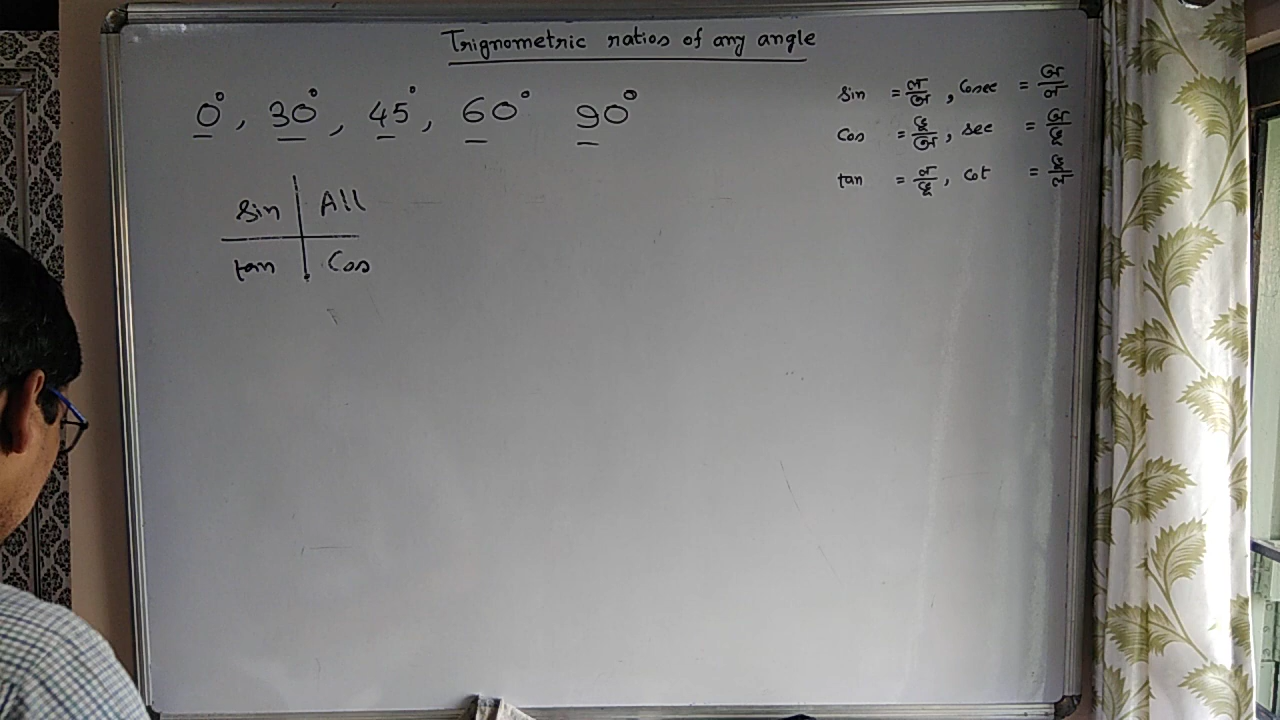 Trignometric ratios of any angle
0°, 30°, 45°, 60° 90°
sin = , Cosec =
Cos = , sec =
tan = , Cot =
Sin All
tan Cos